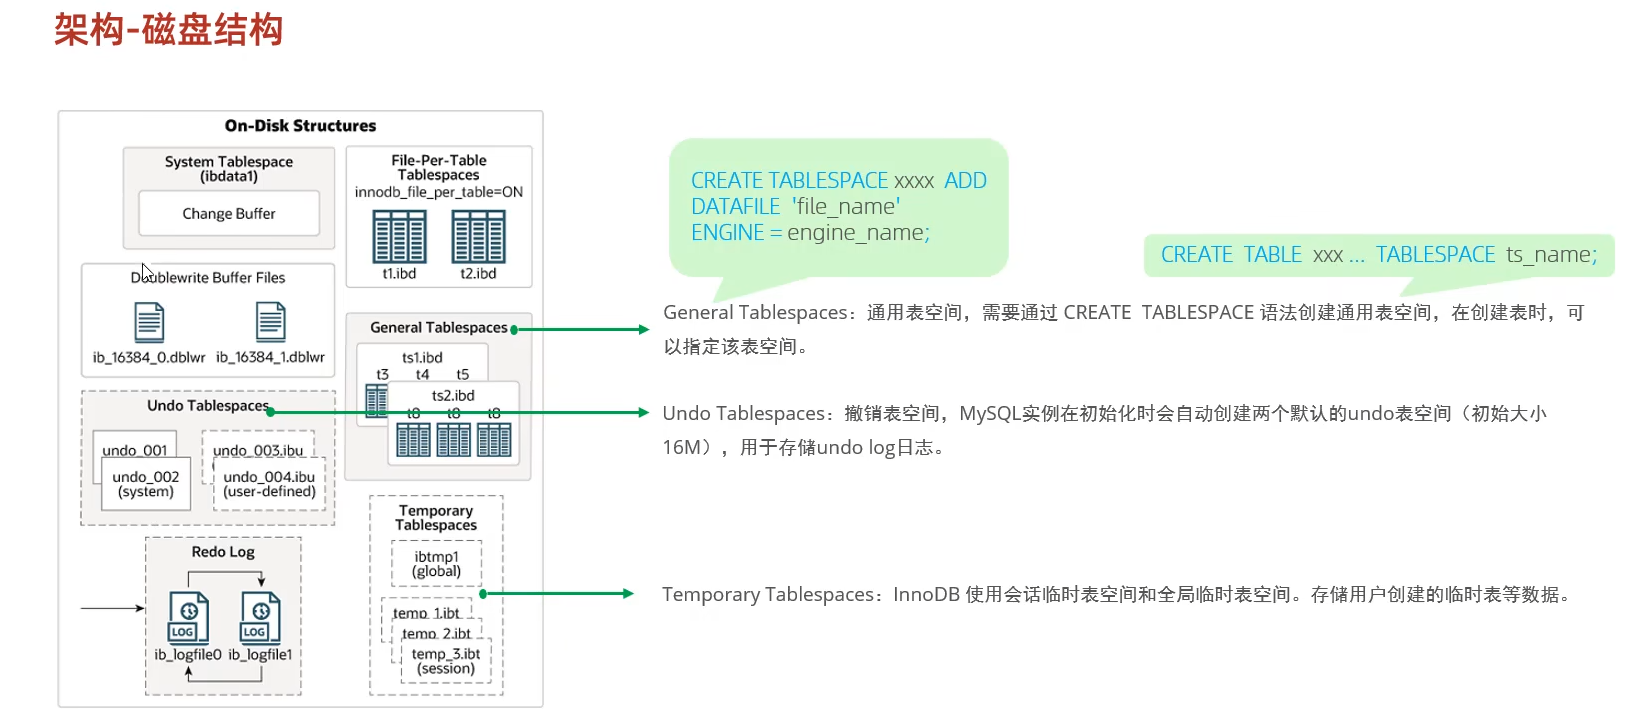 架构-磁盘结构
On-Disk Structures
System Tablespace
(ibdata1)
Change Buffer
File-Per-Table
Tablespaces
innodb_file_per_table=ON
t1.ibd t2.ibd
Doublewrite Buffer Files
ib_16384_0.dblwr ib_16384_1.dblwr
General Tablespaces
ts1.ibd
t3 t4 t5
ts2.ibd
t8 t8 t8
Undo Tablespaces
undo_001
undo_002
(system)
undo_003.ibu
undo_004.ibu
(user-defined)
Redo Log
LOG LOG
ib_logfile0 ib_logfile1
Temporary
Tablespaces
ibtmp1
(global)
temp_1.ibt
temp_2.ibt
temp_3.ibt
(session)
CREATE TABLESPACE xxxx ADD
DATAFILE 'file_name'
ENGINE = engine_name;
CREATE TABLE xxx ... TABLESPACE ts_name;
General Tablespaces：通用表空间，需要通过 CREATE TABLESPACE 语法创建通用表空间，在创建表时，可
以指定该表空间。
Undo Tablespaces：撤销表空间，MySQL实例在初始化时会自动创建两个默认的undo表空间（初始大小
16M），用于存储undo log日志。
Temporary Tablespaces：InnoDB 使用会话临时表空间和全局临时表空间。存储用户创建的临时表等数据。